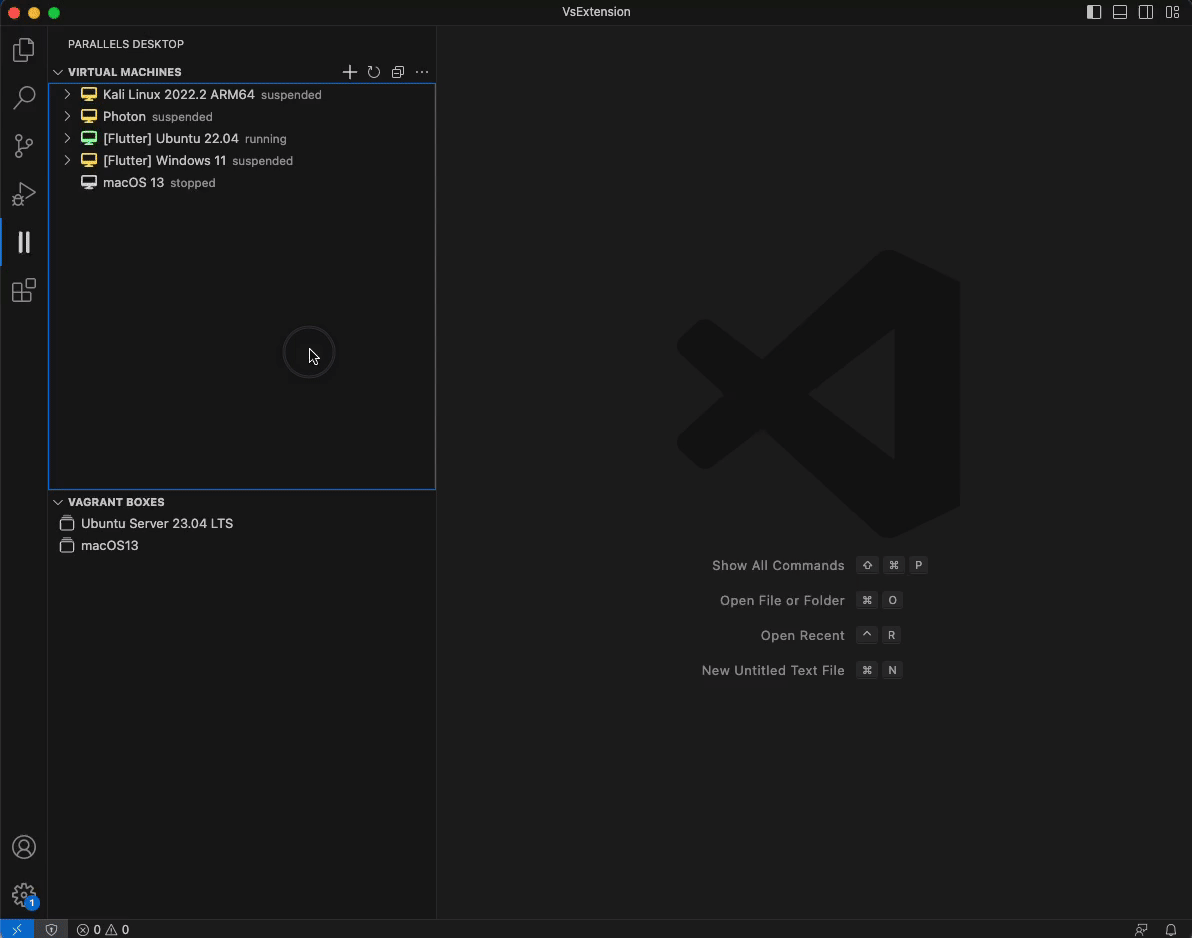 VsExtension
PARALLELS DESKTOP
VIRTUAL MACHINES
Kali Linux 2022.2 ARM64 suspended
Photon suspended
[Flutter] Ubuntu 22.04 running
[Flutter] Windows 11 suspended
macOS 13 stopped
VAGRANT BOXES
Ubuntu Server 23.04 LTS
macOS13
Show All Commands ⇧ ⌘ P
Open File or Folder ⌘ O
Open Recent ^ R
New Untitled Text File ⌘ N
1
0 0